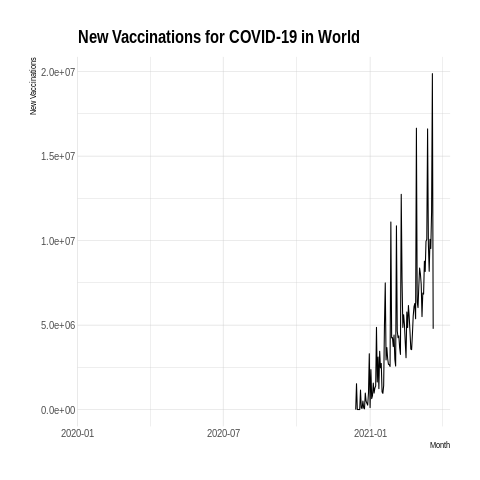 New Vaccinations for COVID-19 in World
New Vaccinations
2.0e+07
1.5e+07
1.0e+07
5.0e+06
0.0e+00
2020-01
2020-07
2021-01
Month